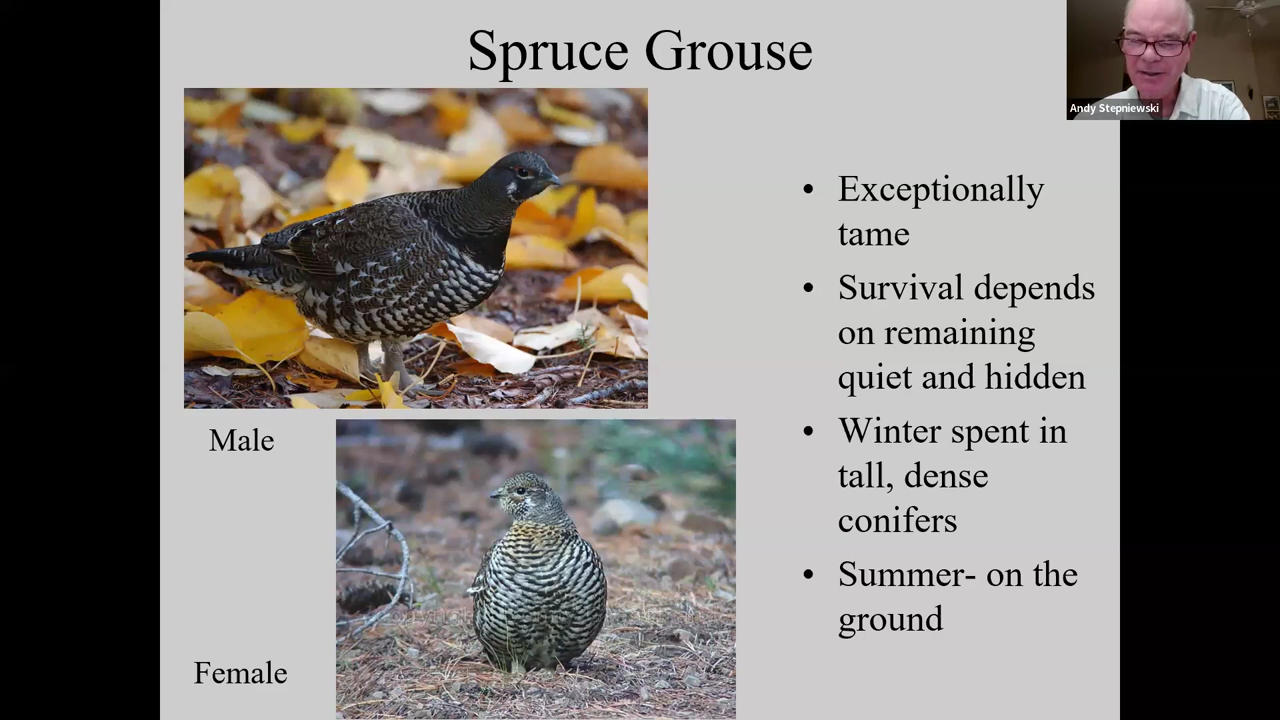 Spruce Grouse
Andy Stepniewski
• Exceptionally
tame
• Survival depends
on remaining
quiet and hidden
• Winter spent in
tall, dense
conifers
• Summer- on the
ground
Male
Female